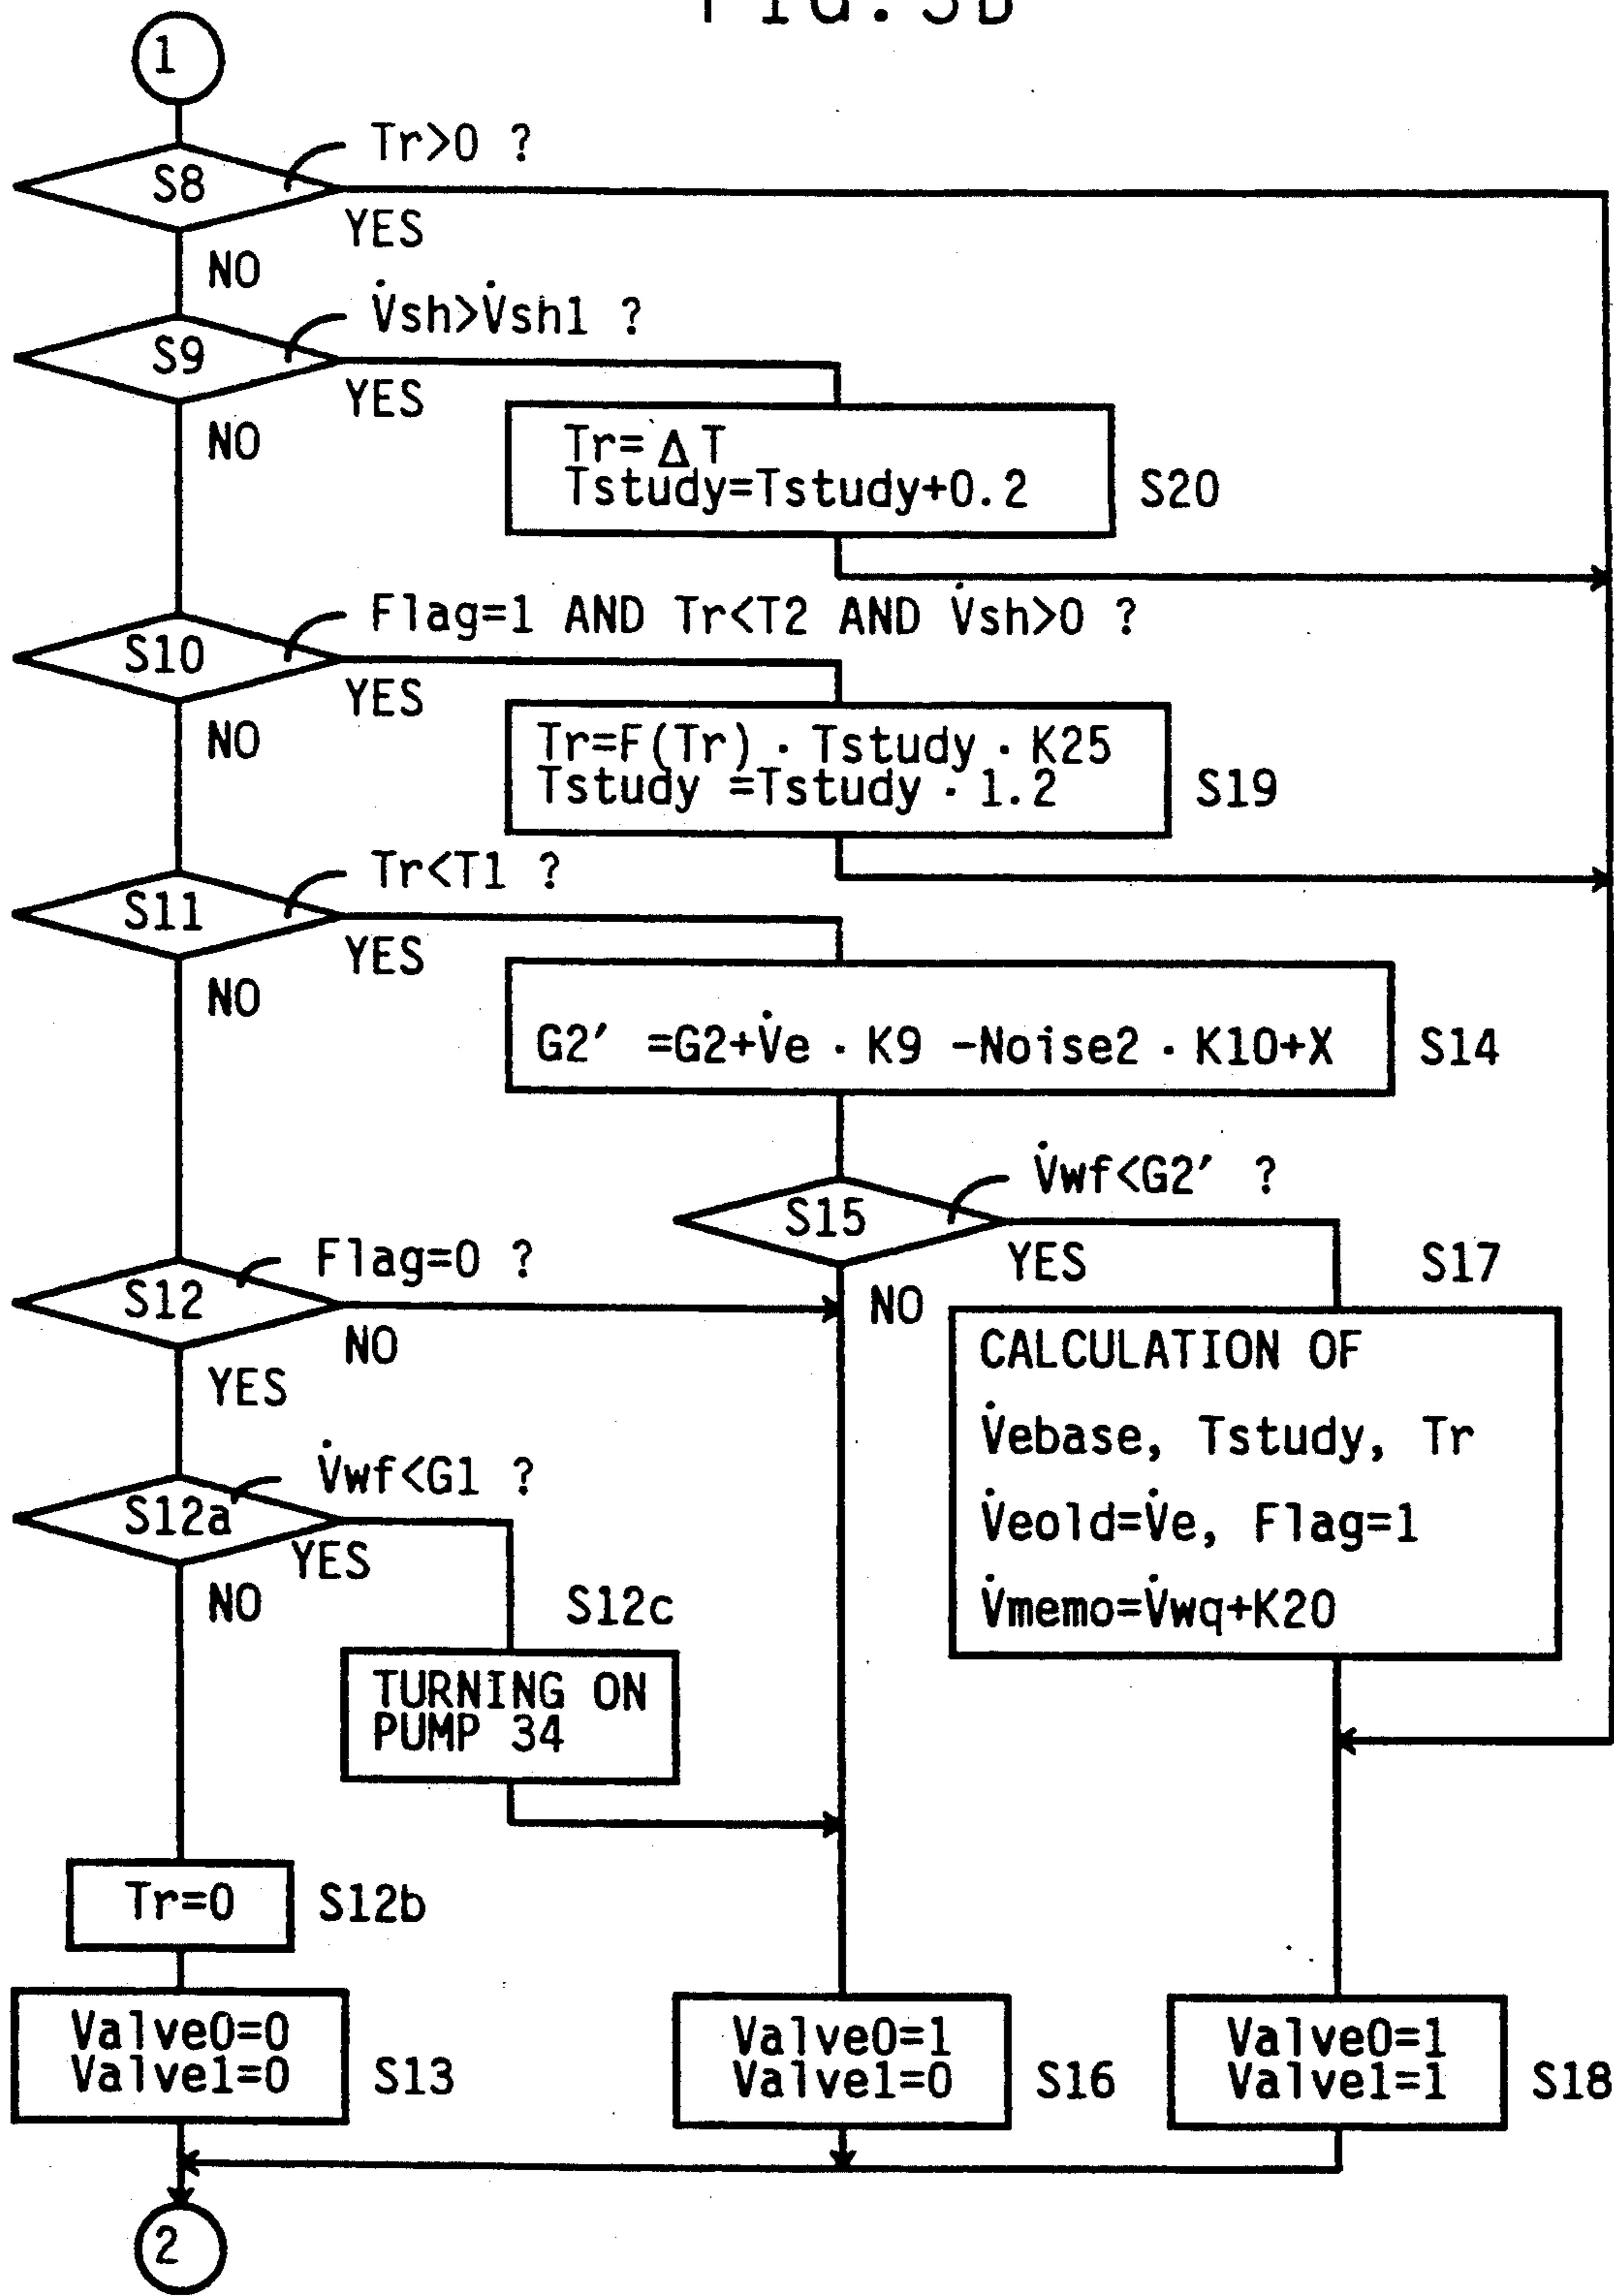 Fig. 3B
1
Tr>0 ?
S8
YES
NO
V̇sh>V̇sh1 ?
S9
YES
NO
Tr=ΔT
Tstudy=Tstudy+0.2
S20
Flag=1 AND Tr<T2 AND V̇sh>0 ?
S10
YES
NO
Tr=F(Tr)·Tstudy·K25
Tstudy =Tstudy·1.2
S19
Tr<T1 ?
S11
YES
NO
G2′ =G2+V̇e·K9 -Noise2·K10+X
S14
V̇wf<G2′ ?
S15
YES
NO
S17
Flag=0 ?
S12
NO
YES
CALCULATION OF
V̇ebase, Tstudy, Tr
V̇eold=V̇e, Flag=1
V̇memo=V̇wq+K20
V̇wf<G1 ?
S12a
YES
NO
S12c
TURNING ON
PUMP 34
Tr=0
S12b
Valve0=0
Valve1=0
S13
Valve0=1
Valve1=0
S16
Valve0=1
Valve1=1
S18
2